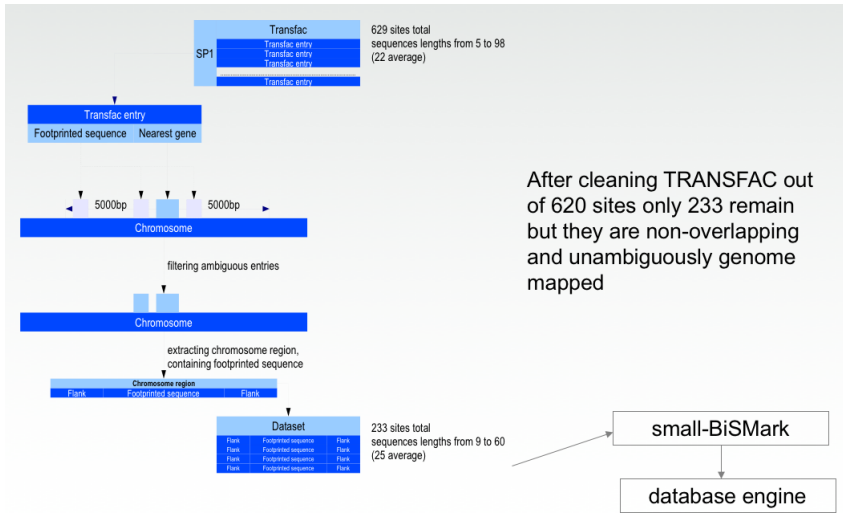 Transfac
629 sites total
sequences lengths from 5 to 98
(22 average)
SP1
Transfac entry
Transfac entry
Transfac entry
Transfac entry
Transfac entry
Footprinted sequence
Nearest gene
5000bp
5000bp
Chromosome
After cleaning TRANSFAC out
of 620 sites only 233 remain
but they are non-overlapping
and unambiguously genome
mapped
filtering ambiguous entries
Chromosome
extracting chromosome region,
containing footprinted sequence
Chromosome region
Flank Footprinted sequence Flank
Dataset
Flank Footprinted sequence Flank
Flank Footprinted sequence Flank
Flank Footprinted sequence Flank
Flank Footprinted sequence Flank
233 sites total
sequences lengths from 9 to 60
(25 average)
small-BiSMark
database engine